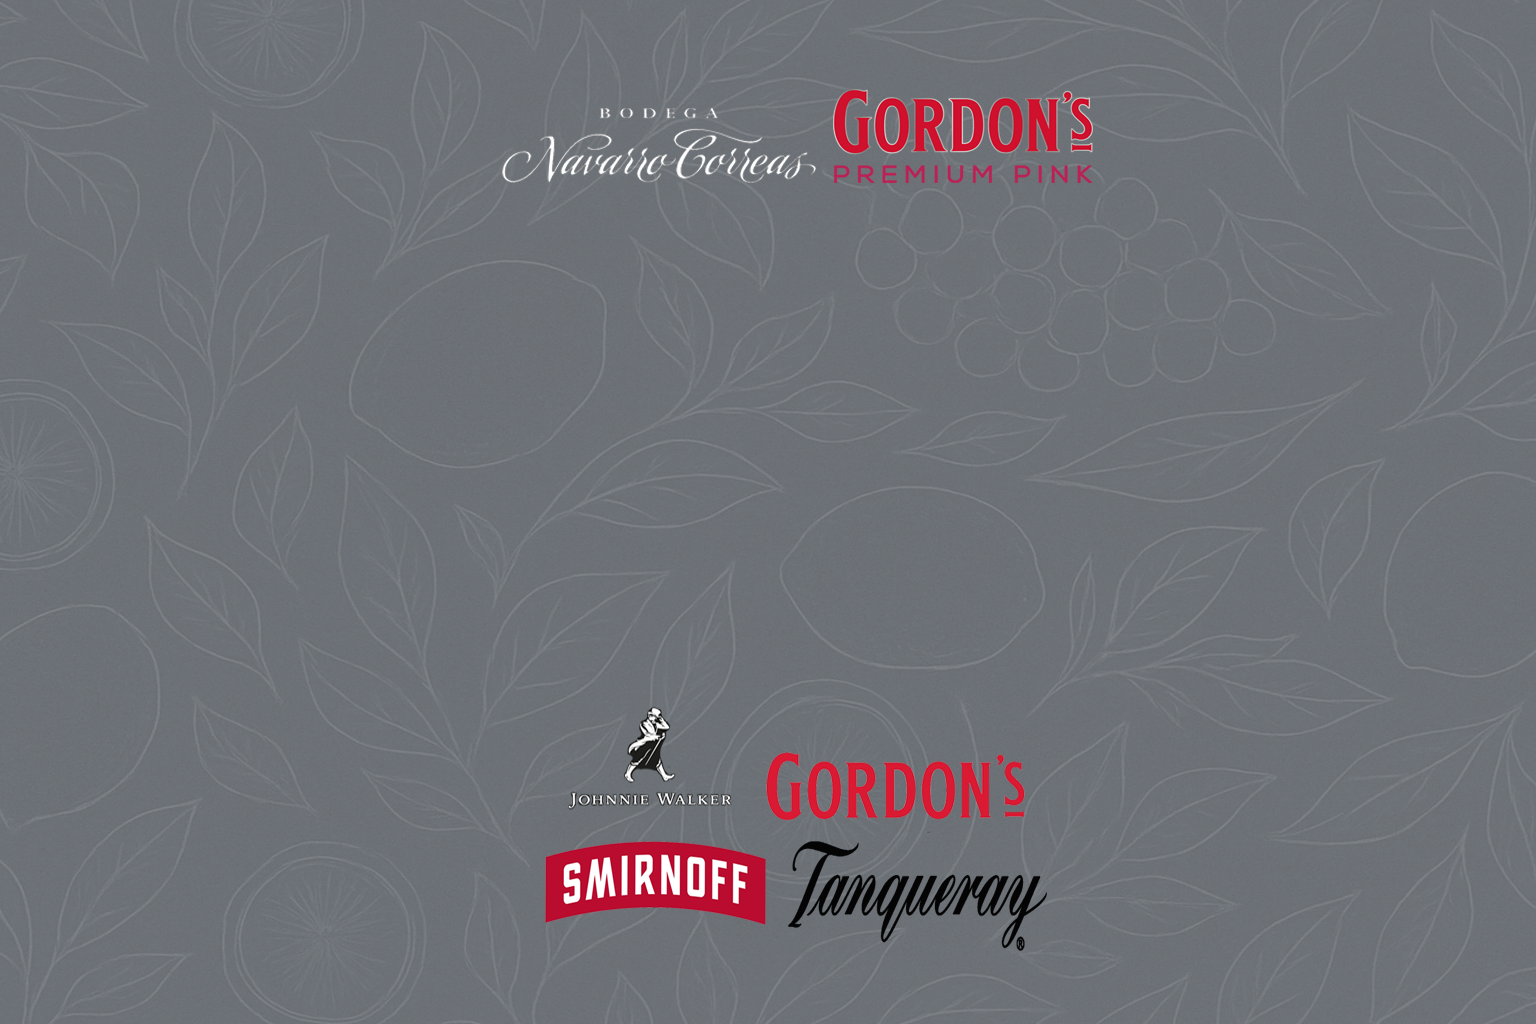 BODEGA
Navarro Correas
GORDON'S
PREMIUM PINK
JOHNNIE WALKER
GORDON'S
SMIRNOFF
Tanqueray®